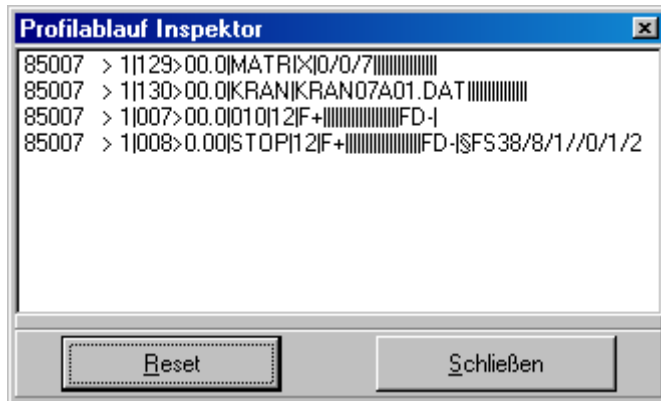 Profilablauf Inspektor
85007 > 1|129>00.0|MATRIX|0/0/7|||||||||||||||
85007 > 1|130>00.0|KRAN|KRAN07A01.DAT||||||||||||||
85007 > 1|007>00.0|010|12|F+||||||||||||||||||FD-|
85007 > 1|008>0.00|STOP|12|F+||||||||||||||||||FD-|§FS38/8/1//0/1/2
Reset
Schließen